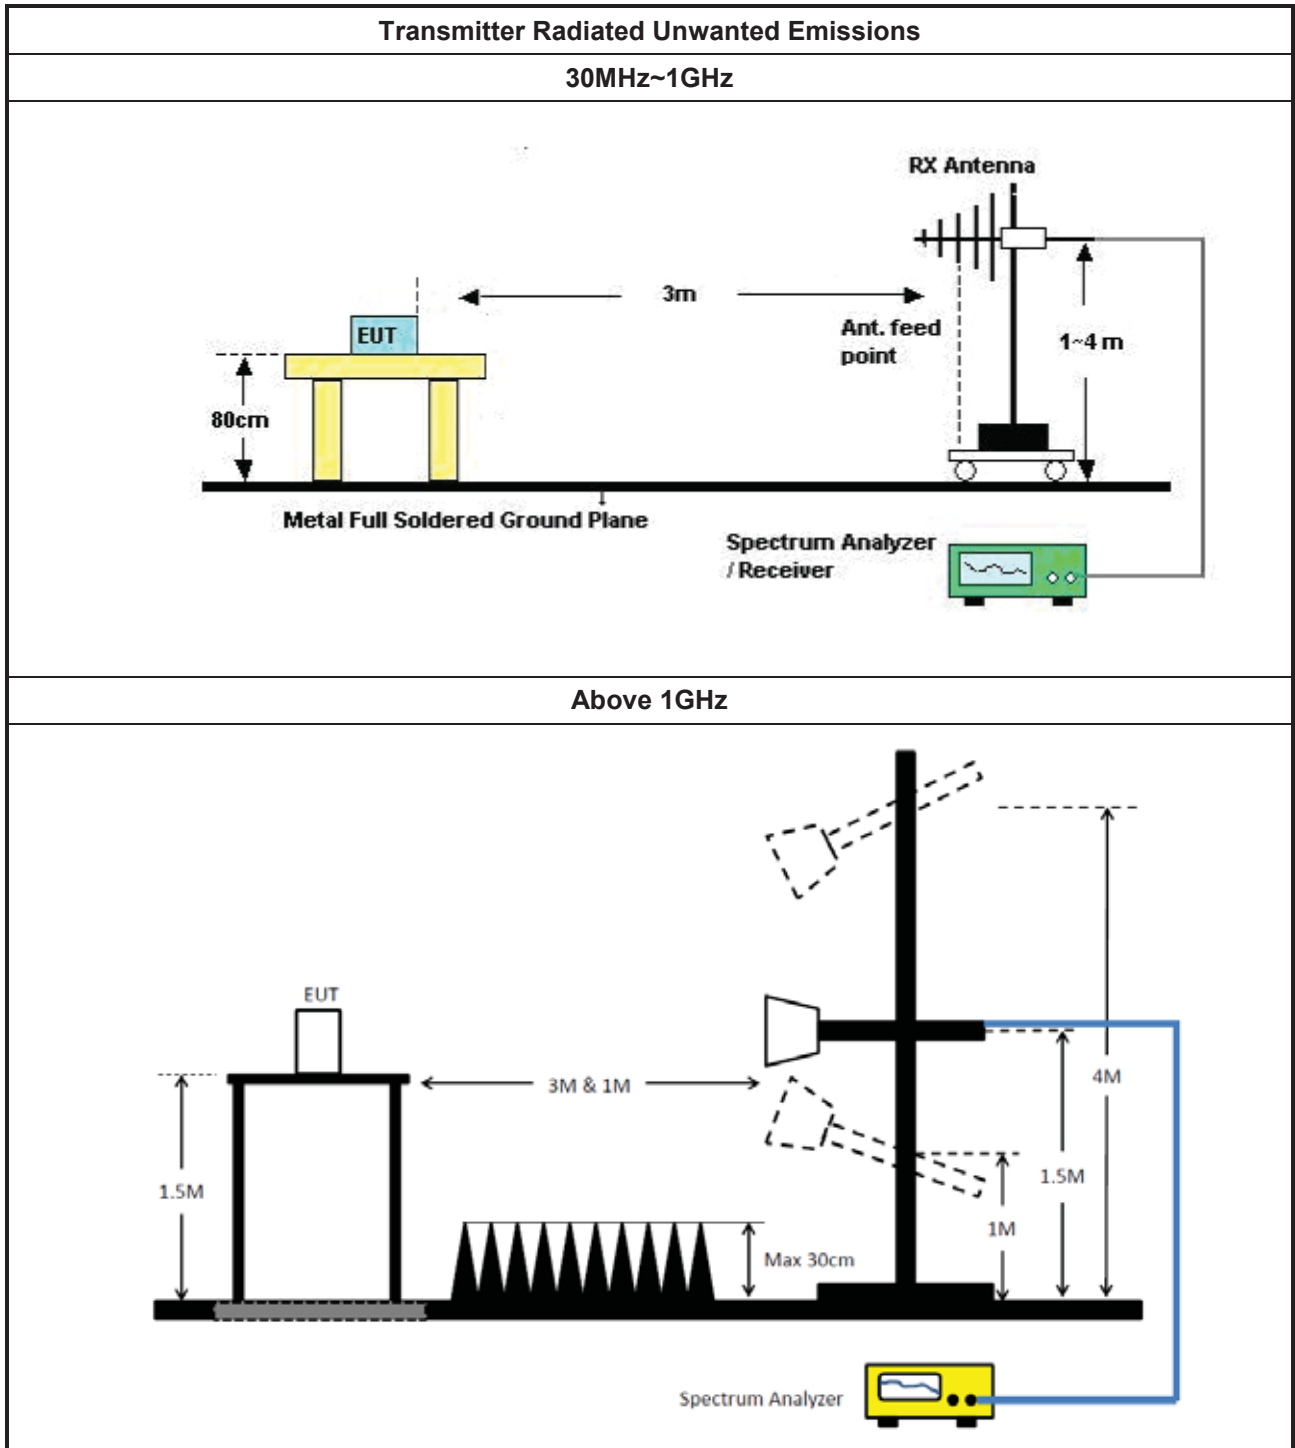 Transmitter Radiated Unwanted Emissions
30MHz~1GHz
RX Antenna
3m
EUT
Ant. feed
point
1~4 m
80cm
Metal Full Soldered Ground Plane
Spectrum Analyzer
/ Receiver
Above 1GHz
EUT
3M & 1M
4M
1.5M
1.5M
1M
Max 30cm
Spectrum Analyzer